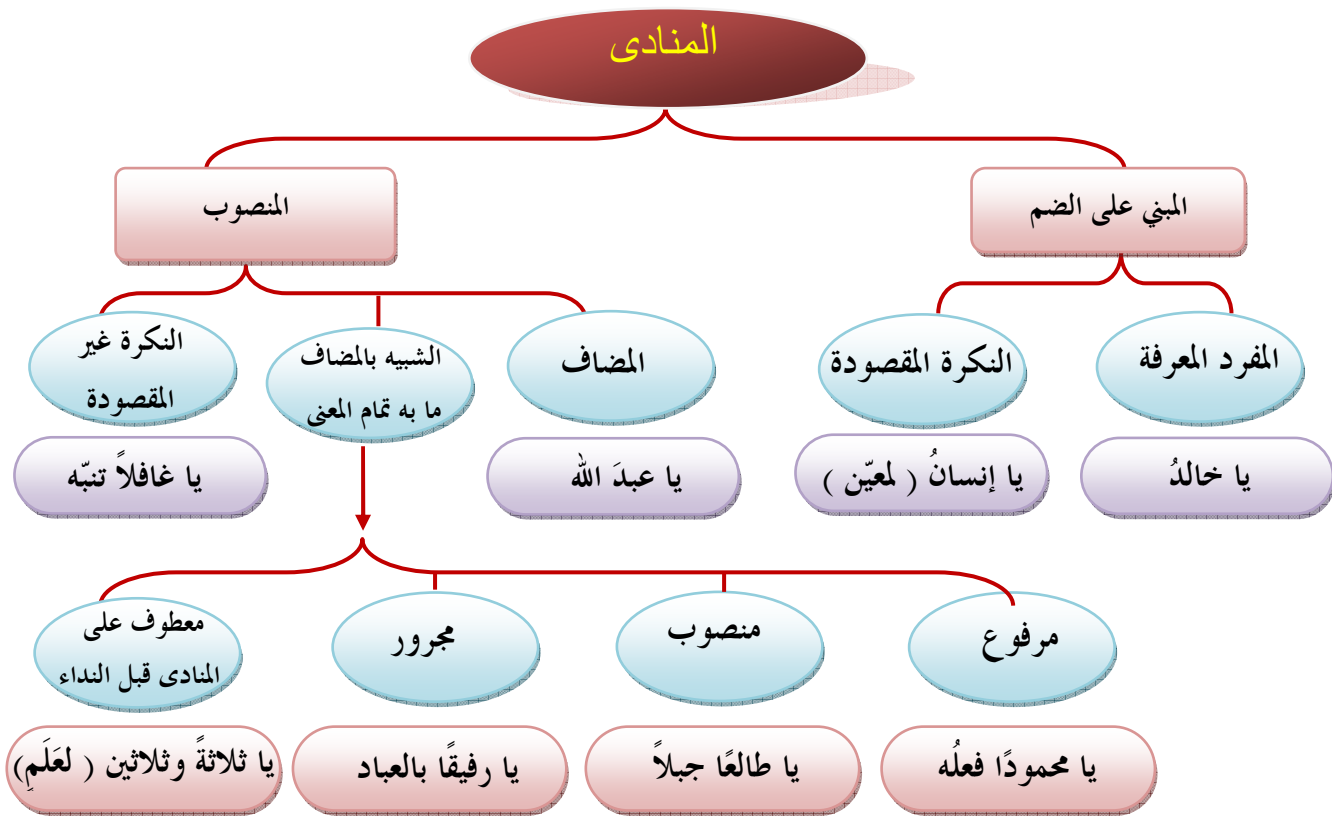 المنادى
المبني على الضم
المنصوب
المفرد المعرفة
النكرة المقصودة
المضاف
الشبيه بالمضاف
ما به تمام المعنى
النكرة غير
المقصودة
يا خالدُ
يا إنسانُ ( لمعيّن )
يا عبدَ الله
يا غافلاً تنبّه
مرفوع
منصوب
مجرور
معطوف على
المنادى قبل النداء
يا محمودًا فعلُه
يا طالعًا جبلاً
يا رفيقًا بالعباد
يا ثلاثةً وثلاثين ( لعَلَمِ)